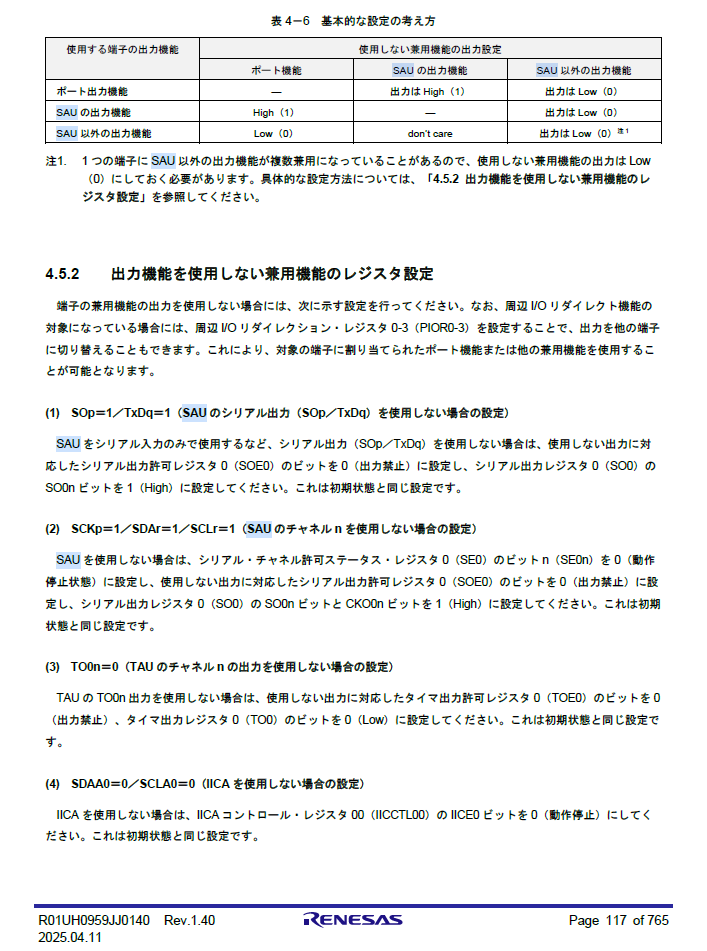 表 4－6　基本的な設定の考え方
使用する端子の出力機能　使用しない兼用機能の出力設定
ポート機能　SAU の出力機能　SAU 以外の出力機能
ポート出力機能　―　出力は High（1）　出力は Low（0）
SAU の出力機能　High（1）　―　出力は Low（0）
SAU 以外の出力機能　Low（0）　don't care　出力は Low（0）注1
注1.　1 つの端子に SAU 以外の出力機能が複数兼用になっていることがあるので、使用しない兼用機能の出力は Low
（0）にしておく必要があります。具体的な設定方法については、「4.5.2 出力機能を使用しない兼用機能のレ
ジスタ設定」を参照してください。
4.5.2　出力機能を使用しない兼用機能のレジスタ設定
端子の兼用機能の出力を使用しない場合には、次に示す設定を行ってください。なお、周辺 I/O リダイレクト機能の
対象になっている場合には、周辺 I/O リダイレクション・レジスタ 0-3（PIOR0-3）を設定することで、出力を他の端子
に切り替えることもできます。これにより、対象の端子に割り当てられたポート機能または他の兼用機能を使用するこ
とが可能となります。
(1)　SOp＝1／TxDq＝1（SAU のシリアル出力（SOp／TxDq）を使用しない場合の設定）
SAU をシリアル入力のみで使用するなど、シリアル出力（SOp／TxDq）を使用しない場合は、使用しない出力に対
応したシリアル出力許可レジスタ 0（SOE0）のビットを 0（出力禁止）に設定し、シリアル出力レジスタ 0（SO0）の
SO0n ビットを 1（High）に設定してください。これは初期状態と同じ設定です。
(2)　SCKp＝1／SDAr＝1／SCLr＝1（SAU のチャネル n を使用しない場合の設定）
SAU を使用しない場合は、シリアル・チャネル許可ステータス・レジスタ 0（SE0）のビット n（SE0n）を 0（動作
停止状態）に設定し、使用しない出力に対応したシリアル出力許可レジスタ 0（SOE0）のビットを 0（出力禁止）に設
定し、シリアル出力レジスタ 0（SO0）の SO0n ビットと CKO0n ビットを 1（High）に設定してください。これは初期
状態と同じ設定です。
(3)　TO0n＝0（TAU のチャネル n の出力を使用しない場合の設定）
TAU の TO0n 出力を使用しない場合は、使用しない出力に対応したタイマ出力許可レジスタ 0（TOE0）のビットを 0
（出力禁止）、タイマ出力レジスタ 0（TO0）のビットを 0（Low）に設定してください。これは初期状態と同じ設定で
す。
(4)　SDAA0＝0／SCLA0＝0（IICA を使用しない場合の設定）
IICA を使用しない場合は、IICA コントロール・レジスタ 00（IICCTL00）の IICE0 ビットを 0（動作停止）にしてく
ださい。これは初期状態と同じ設定です。
R01UH0959JJ0140　Rev.1.40　RENESAS　Page 117 of 765
2025.04.11